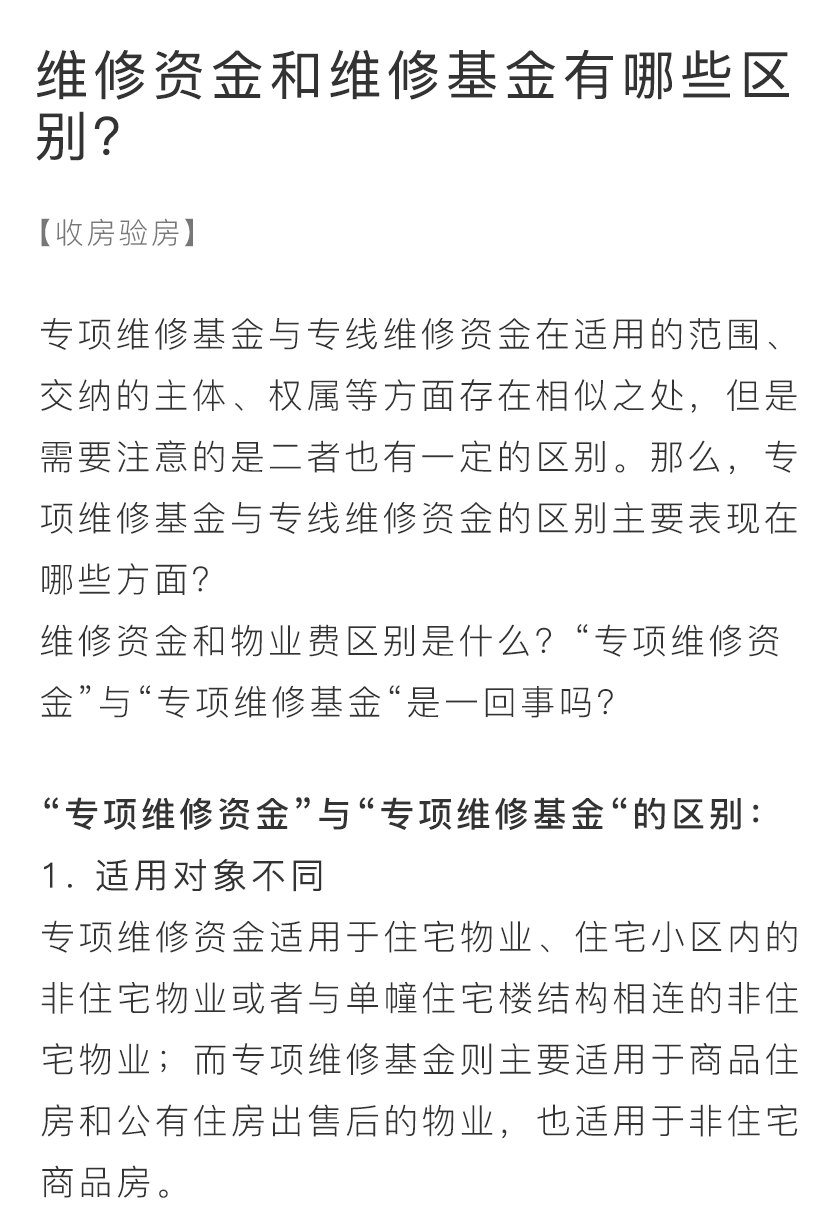 维修资金和维修基金有哪些区
别?
【收房验房】
专项维修基金与专线维修资金在适用的范围、
交纳的主体、权属等方面存在相似之处，但是
需要注意的是二者也有一定的区别。那么，专
项维修基金与专线维修资金的区别主要表现在
哪些方面?
维修资金和物业费区别是什么? “专项维修资
金”与“专项维修基金“是一回事吗?
“专项维修资金”与“专项维修基金“的区别：
1. 适用对象不同
专项维修资金适用于住宅物业、住宅小区内的
非住宅物业或者与单幢住宅楼结构相连的非住
宅物业；而专项维修基金则主要适用于商品住
房和公有住房出售后的物业，也适用于非住宅
商品房。